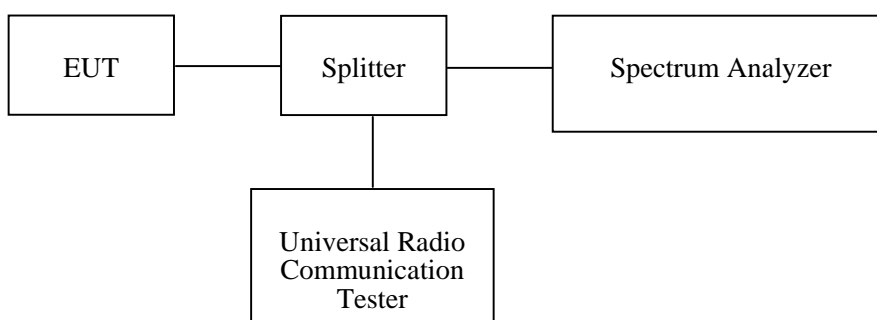 EUT
Splitter
Spectrum Analyzer
Universal Radio
Communication
Tester